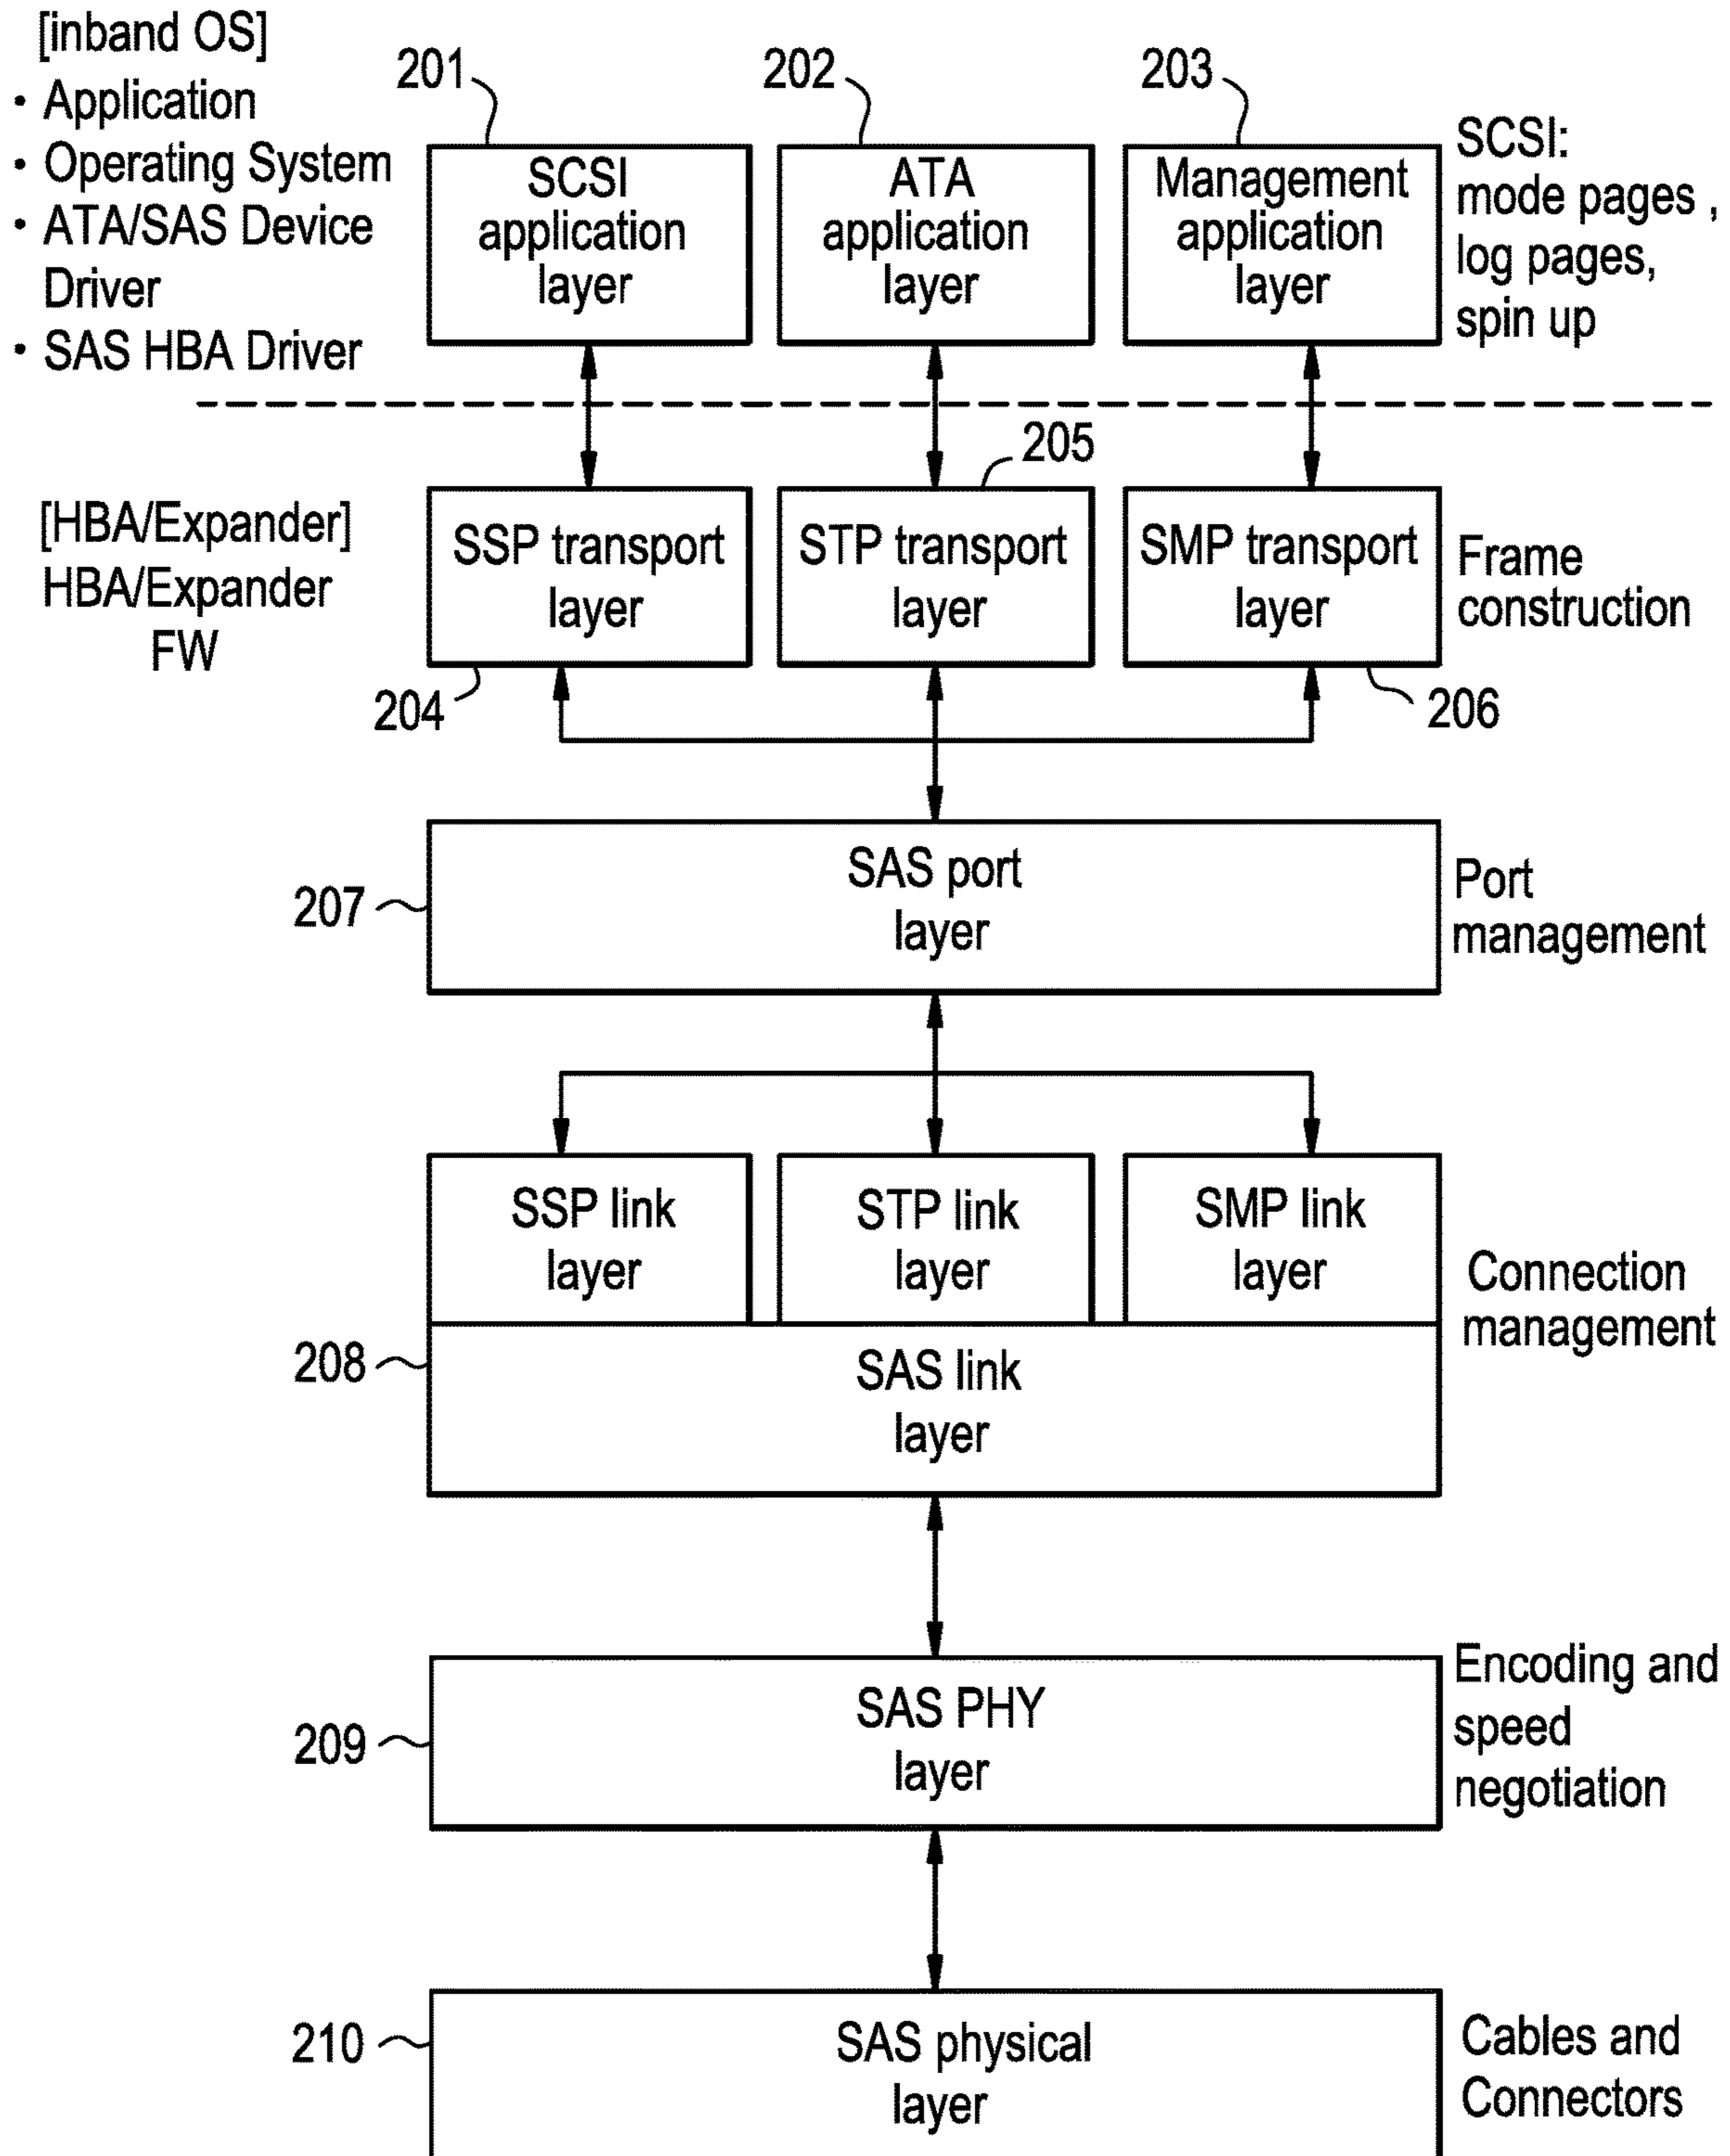 [inband OS]
· Application
· Operating System
· ATA/SAS Device
Driver
· SAS HBA Driver
201
202
203
SCSI
application
layer
ATA
application
layer
Management
application
layer
SCSI:
mode pages ,
log pages,
spin up
[HBA/Expander]
HBA/Expander
FW
205
SSP transport
layer
STP transport
layer
SMP transport
layer
Frame
construction
204
206
207
SAS port
layer
Port
management
SSP link
layer
STP link
layer
SMP link
layer
208
SAS link
layer
Connection
management
209
SAS PHY
layer
Encoding and
speed
negotiation
210
SAS physical
layer
Cables and
Connectors